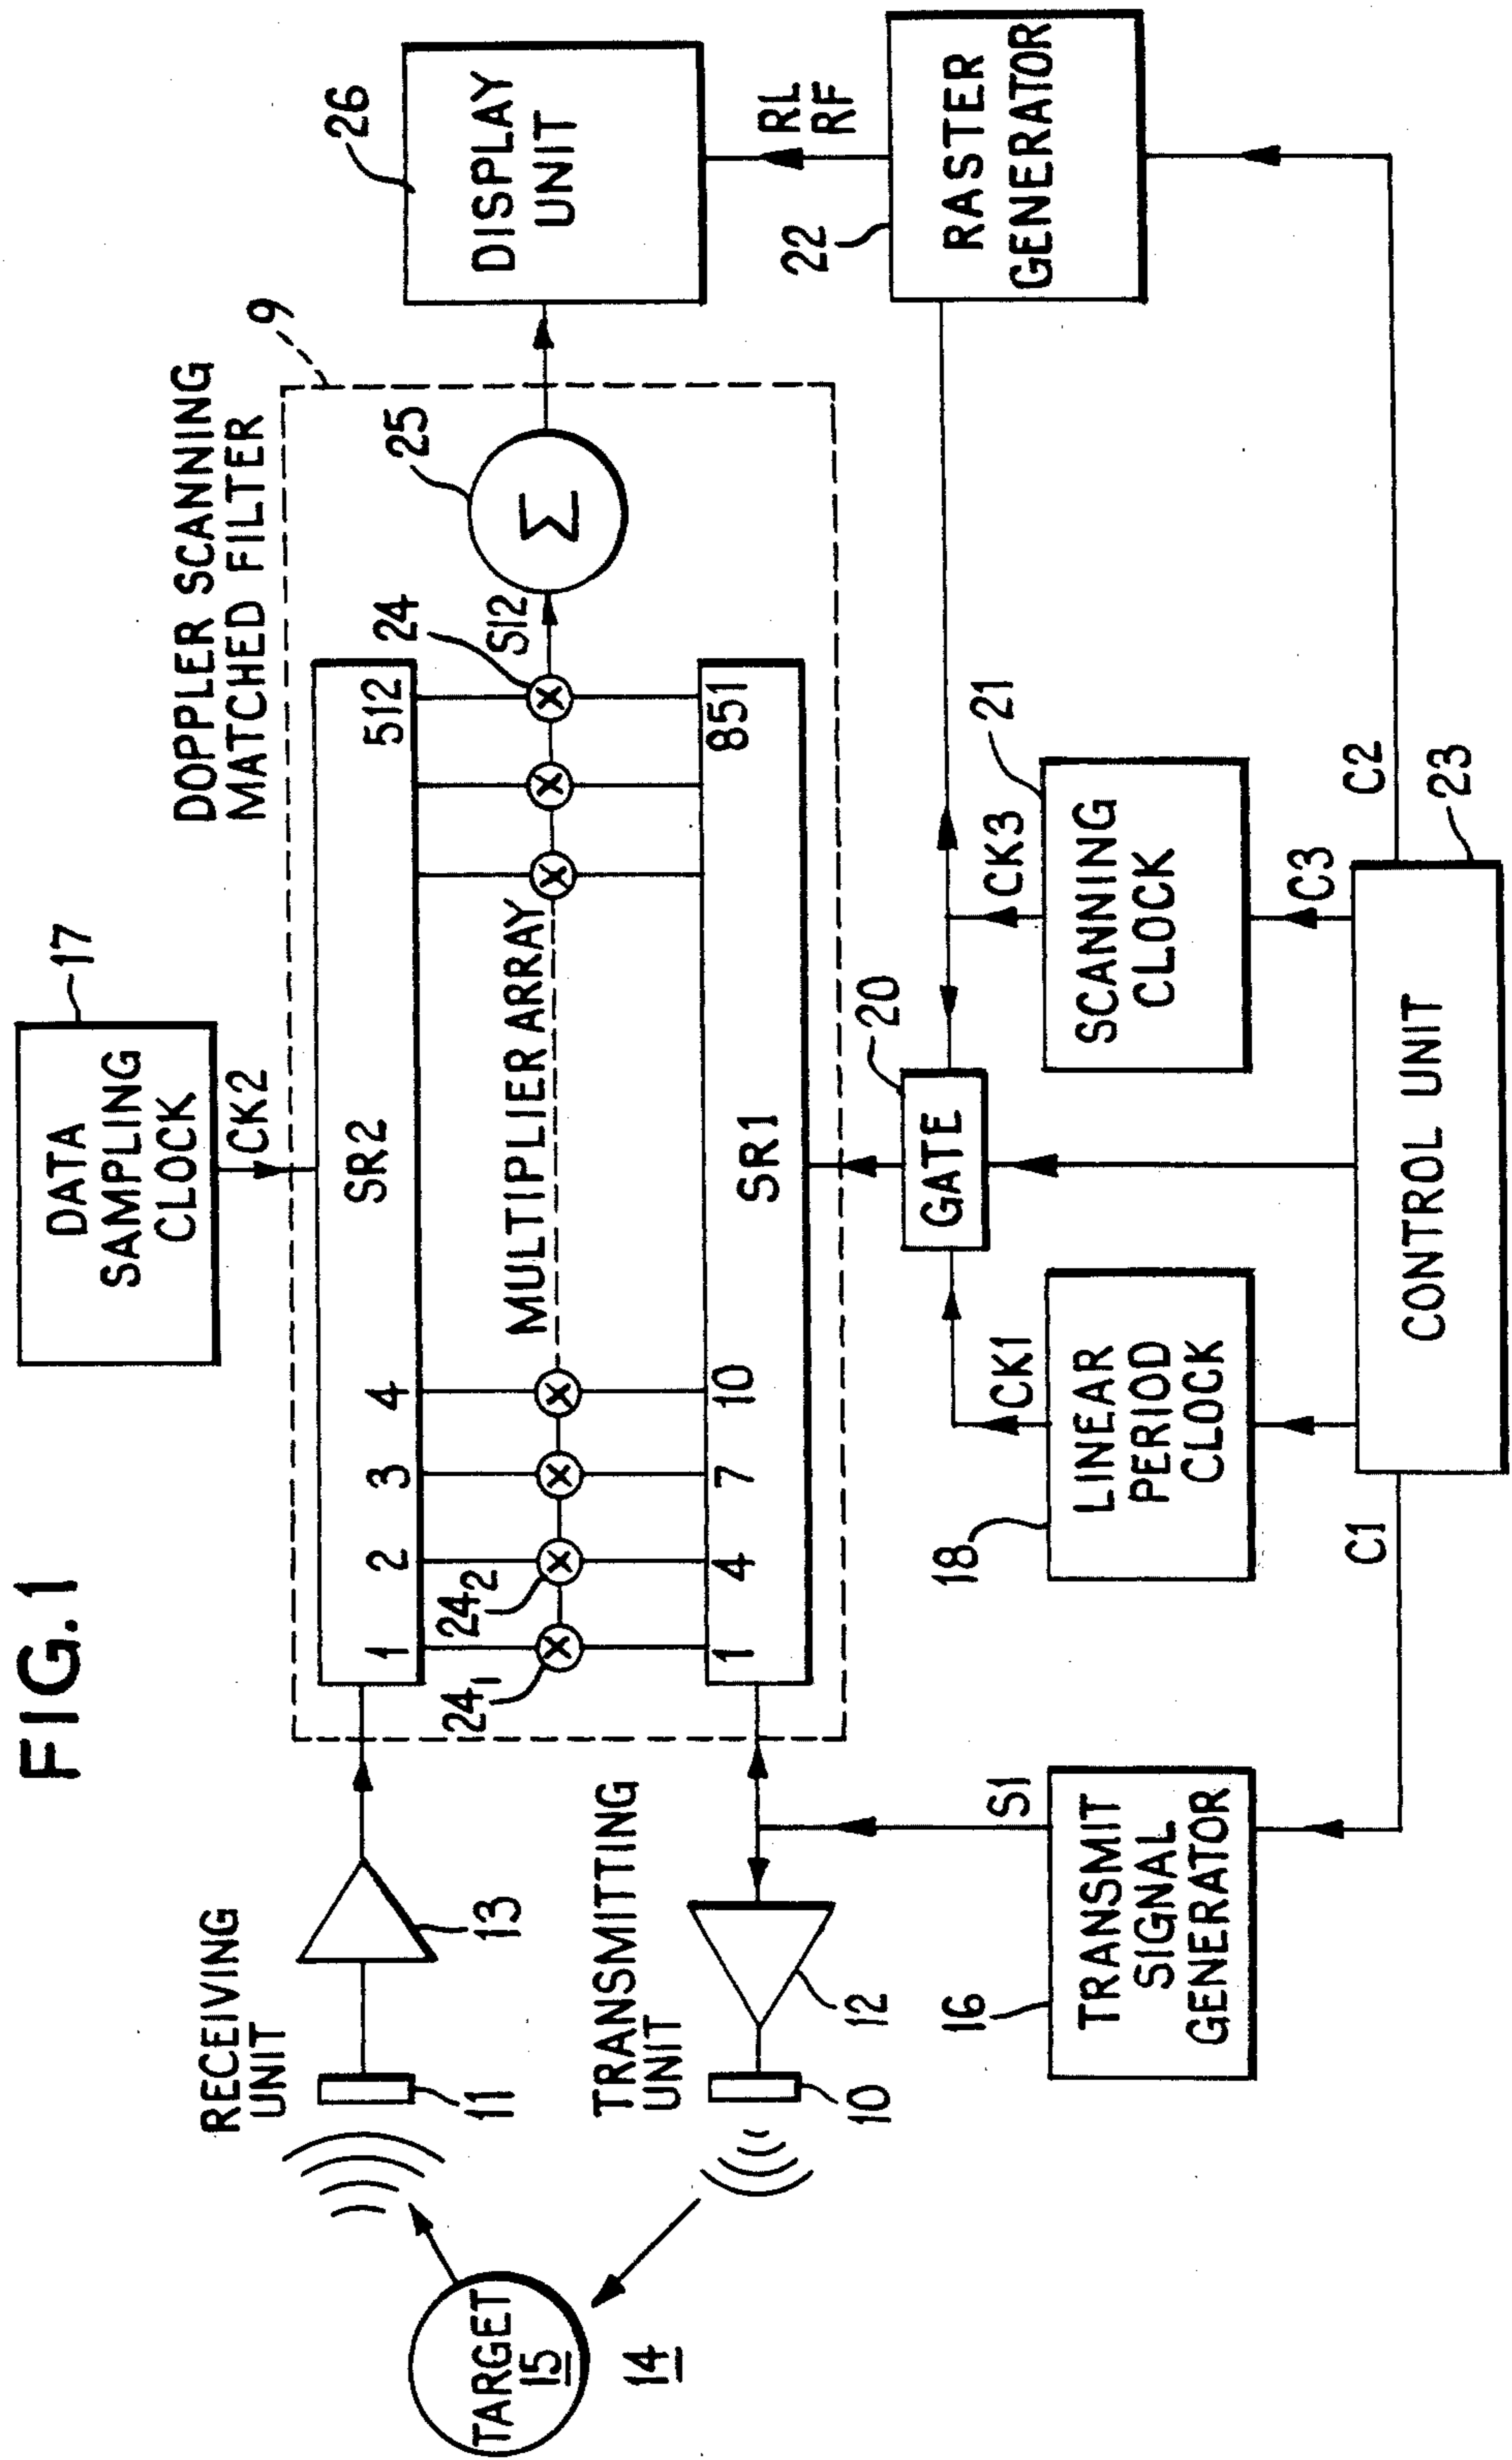 FIG.1
DATA
SAMPLING
CLOCK
17
CK2
DOPPLER SCANNING
MATCHED FILTER
9
RECEIVING
UNIT
11
13
1 2 3 4 SR2 512
24₁
24₂
MULTIPLIER ARRAY
24
S12
Σ
25
DISPLAY
UNIT
26
1 4 7 10 SR1 851
TRANSMITTING
UNIT
10
12
TARGET
15
14
S1
RL
RF
22
RASTER
GENERATOR
GATE
20
16
TRANSMIT
SIGNAL
GENERATOR
18
LINEAR
PERIOD
CLOCK
CK1
SCANNING
CLOCK
21
CK3
C1
C3
C2
CONTROL UNIT
23